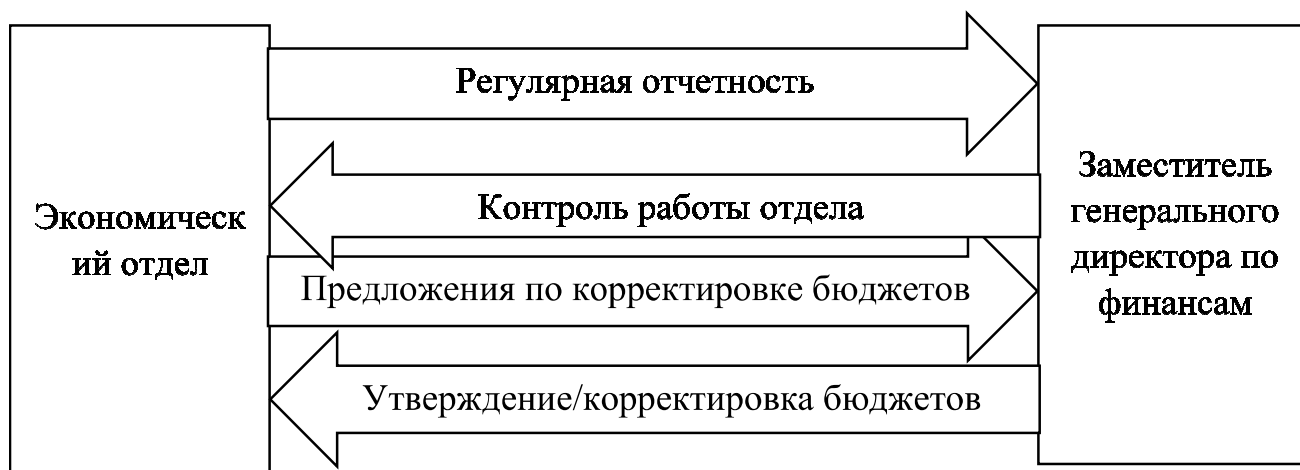 Экономическ
ий отдел
Регулярная отчетность
Контроль работы отдела
Предложения по корректировке бюджетов
Утверждение/корректировка бюджетов
Заместитель
генерального
директора по
финансам